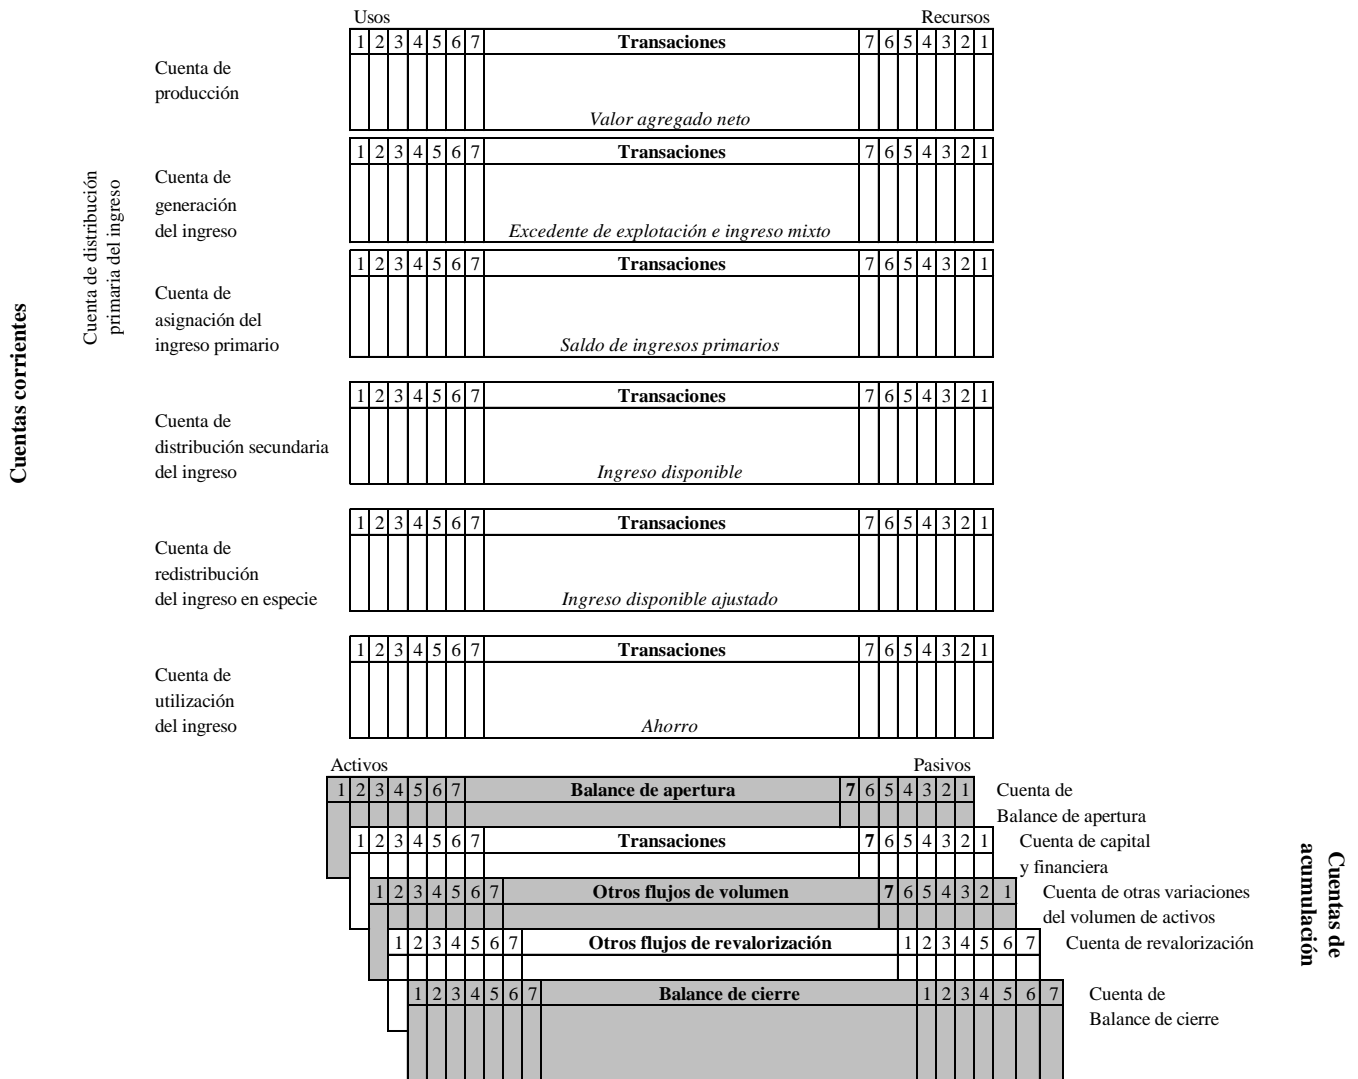 Usos Recursos
1 2 3 4 5 6 7 Transaciones 7 6 5 4 3 2 1
Cuenta de
producción
Valor agregado neto
1 2 3 4 5 6 7 Transaciones 7 6 5 4 3 2 1
Cuenta de
generación
del ingreso
Excedente de explotación e ingreso mixto
Cuenta de distribución
primaria del ingreso
1 2 3 4 5 6 7 Transaciones 7 6 5 4 3 2 1
Cuenta de
asignación del
ingreso primario
Saldo de ingresos primarios
Cuentas corrientes
1 2 3 4 5 6 7 Transaciones 7 6 5 4 3 2 1
Cuenta de
distribución secundaria
del ingreso
Ingreso disponible
1 2 3 4 5 6 7 Transaciones 7 6 5 4 3 2 1
Cuenta de
redistribución
del ingreso en especie
Ingreso disponible ajustado
1 2 3 4 5 6 7 Transaciones 7 6 5 4 3 2 1
Cuenta de
utilización
del ingreso
Ahorro
Activos Pasivos
1 2 3 4 5 6 7 Balance de apertura 7 6 5 4 3 2 1
Cuenta de
Balance de apertura
1 2 3 4 5 6 7 Transaciones 7 6 5 4 3 2 1
Cuenta de capital
y financiera
1 2 3 4 5 6 7 Otros flujos de volumen 7 6 5 4 3 2 1
Cuenta de otras variaciones
del volumen de activos
1 2 3 4 5 6 7 Otros flujos de revalorización 1 2 3 4 5 6 7
Cuenta de revalorización
1 2 3 4 5 6 7 Balance de cierre 1 2 3 4 5 6 7
Cuenta de
Balance de cierre
Cuentas de
acumulación